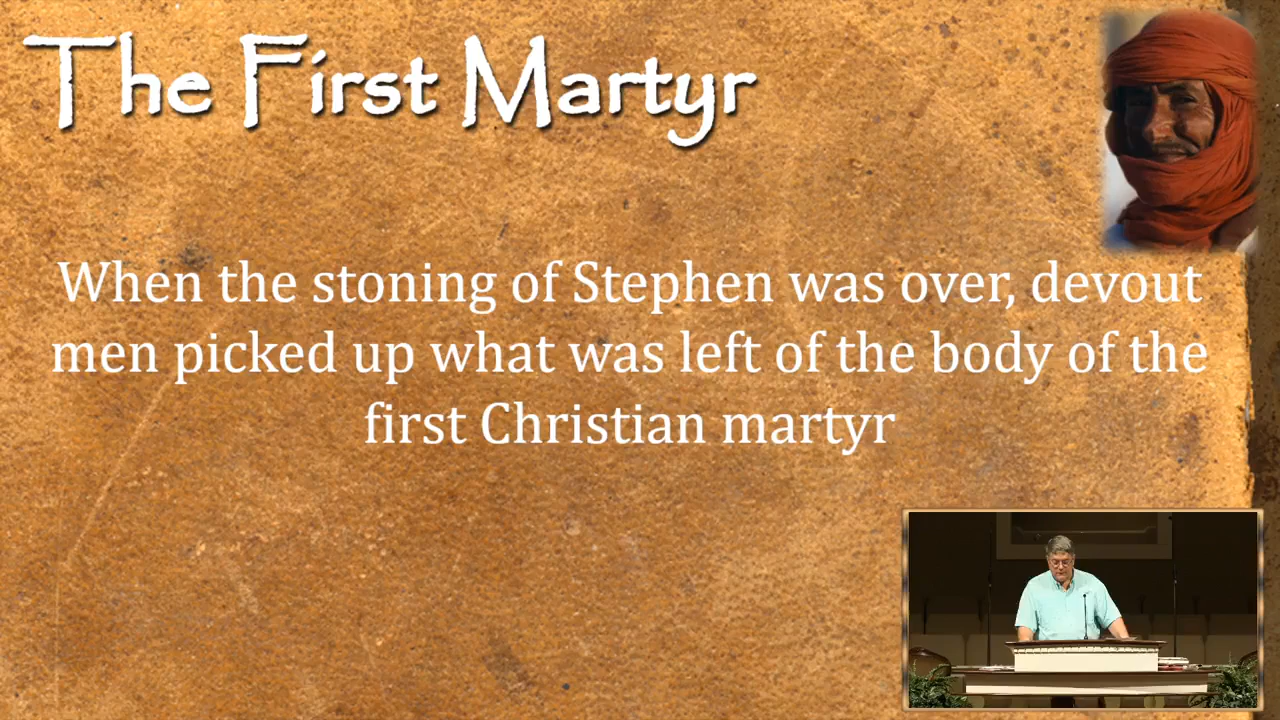 The First Martyr
When the stoning of Stephen was over, devout
men picked up what was left of the body of the
first Christian martyr